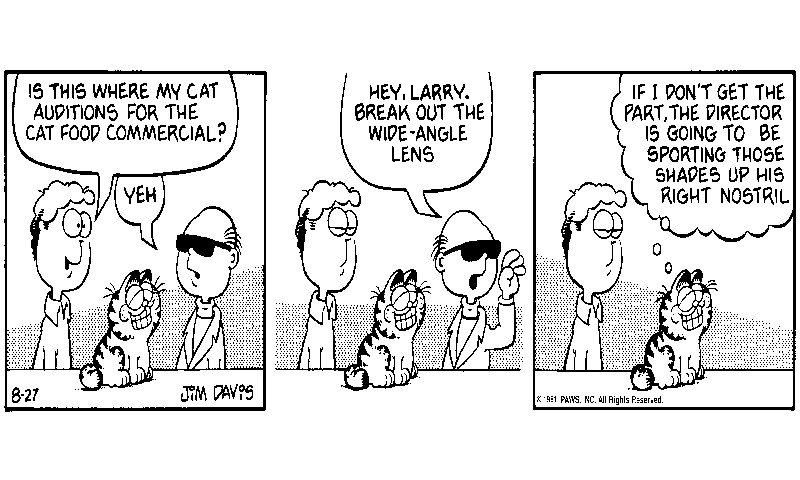 IS THIS WHERE MY CAT
AUDITIONS FOR THE
CAT FOOD COMMERCIAL?
YEH
8-27
JIM DAVIS
HEY, LARRY.
BREAK OUT THE
WIDE-ANGLE
LENS
IF I DON'T GET THE
PART, THE DIRECTOR
IS GOING TO BE
SPORTING THOSE
SHADES UP HIS
RIGHT NOSTRIL
© 1981 PAWS, INC. All Rights Reserved.